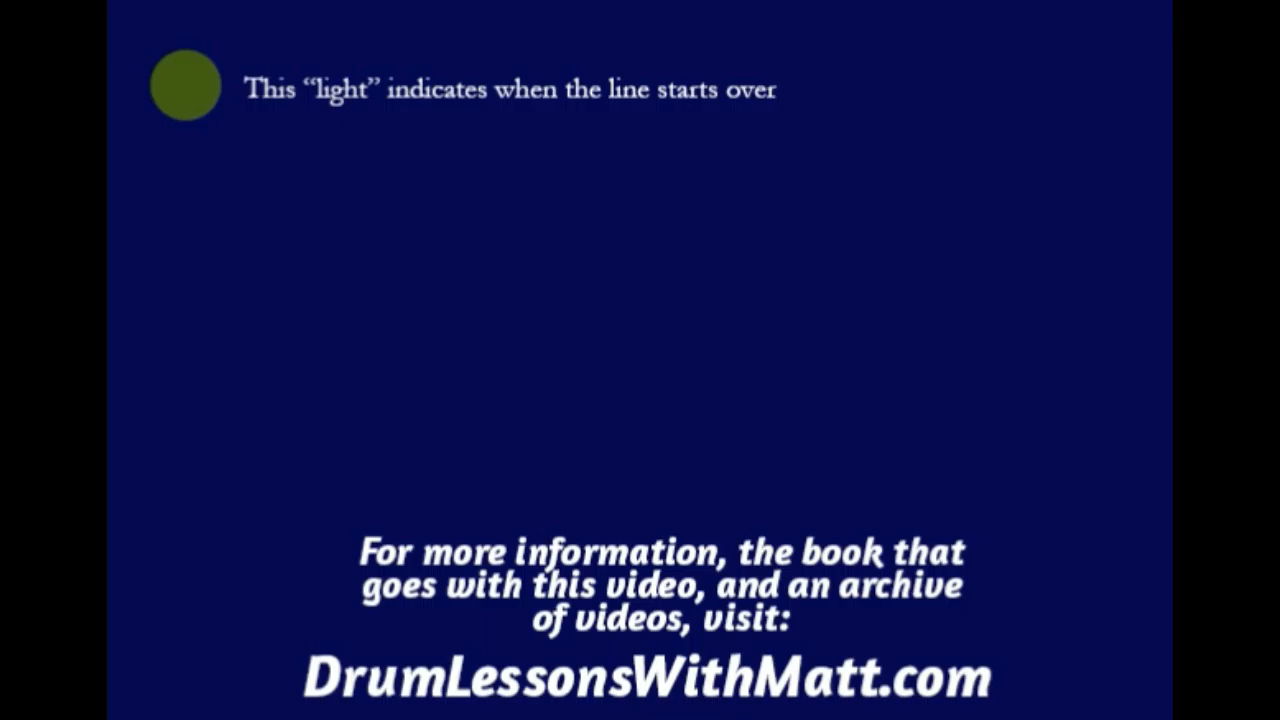 This “light” indicates when the line starts over
For more information, the book that
goes with this video, and an archive
of videos, visit:
DrumLessonsWithMatt.com